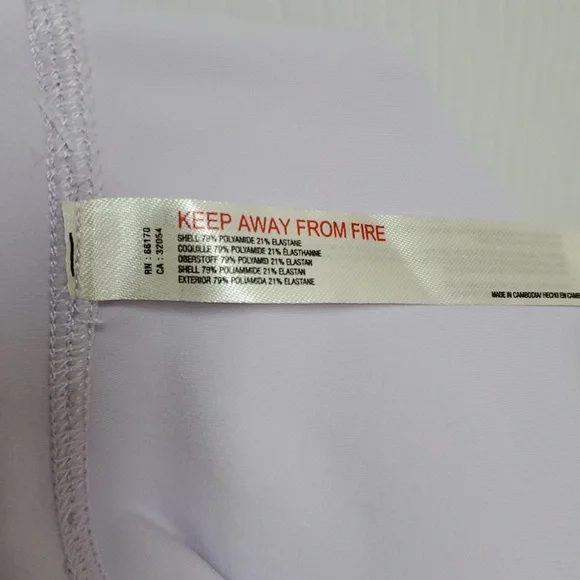 RN : 66170
CA : 32054
KEEP AWAY FROM FIRE
SHELL 79% POLYAMIDE 21% ELASTANE
COQUILLE 79% POLYAMIDE 21% ÉLASTHANNE
OBERSTOFF 79% POLYAMID 21% ELASTAN
SHELL 79% POLIAMMIDE 21% ELASTAN
EXTERIOR 79% POLIAMIDA 21% ELASTANE
MADE IN CAMBODIA/ HECHO EN CAMB